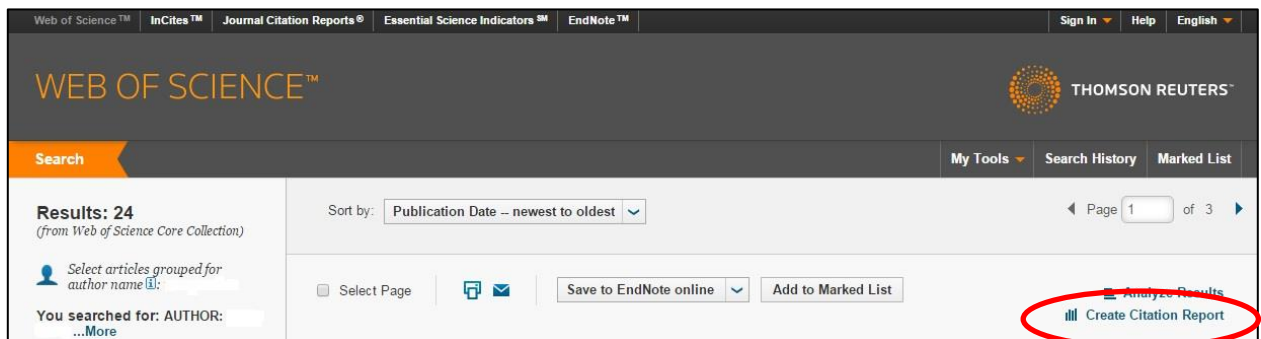 Web of Science™ InCites™ Journal Citation Reports® Essential Science Indicators℠ EndNote™ Sign In Help English
WEB OF SCIENCE™
THOMSON REUTERS™
Search My Tools Search History Marked List
Results: 24
(from Web of Science Core Collection)
Sort by: Publication Date -- newest to oldest
Page 1 of 3
Select articles grouped for
author name i:
Select Page Save to EndNote online Add to Marked List
Analyze Results
Create Citation Report
You searched for: AUTHOR:
...More